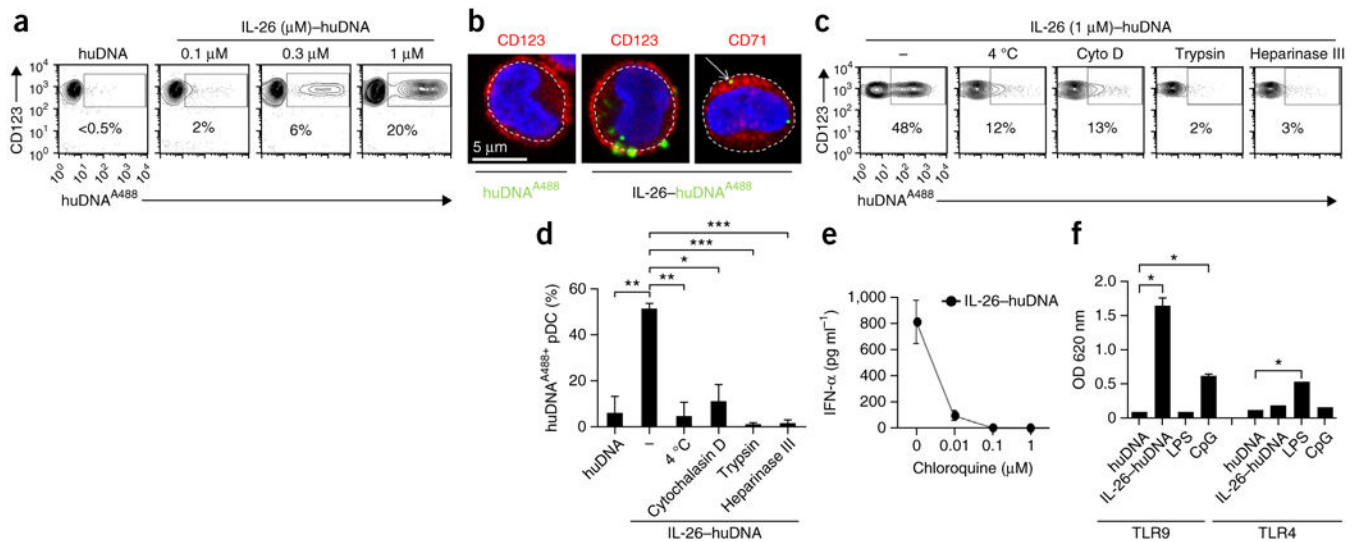 a
IL-26 (μM)–huDNA
huDNA
0.1 μM
0.3 μM
1 μM
CD123
10⁴
10³
10²
10¹
10⁰
<0.5%
2%
6%
20%
10⁰
10¹
10²
10³
10⁴
huDNA^A488
b
CD123
CD123
CD71
5 μm
huDNA^A488
IL-26–huDNA^A488
c
IL-26 (1 μM)–huDNA
–
4 °C
Cyto D
Trypsin
Heparinase III
CD123
10⁴
10³
10²
10¹
10⁰
48%
12%
13%
2%
3%
10⁰
10¹
10²
10³
10⁴
huDNA^A488
d
***
***
*
**
**
huDNA^A488+ pDC (%)
60
40
20
0
huDNA
–
4 °C
Cytochalasin D
Trypsin
Heparinase III
IL-26–huDNA
e
IL-26–huDNA
IFN-α (pg ml⁻¹)
1,000
800
600
400
200
0
0
0.01
0.1
1
Chloroquine (μM)
f
*
*
*
OD 620 nm
2.0
1.5
1.0
0.5
0
huDNA
IL-26–huDNA
LPS
CpG
huDNA
IL-26–huDNA
LPS
CpG
TLR9
TLR4